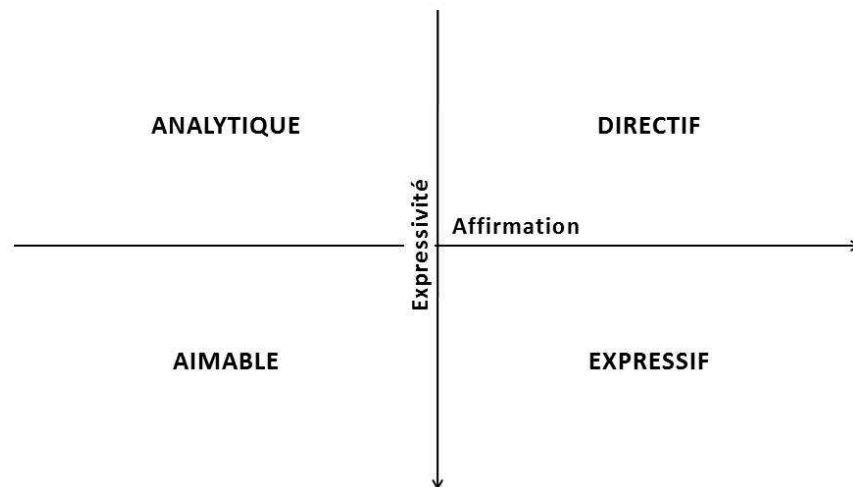 ANALYTIQUE
DIRECTIF
Expressivité
Affirmation
AIMABLE
EXPRESSIF